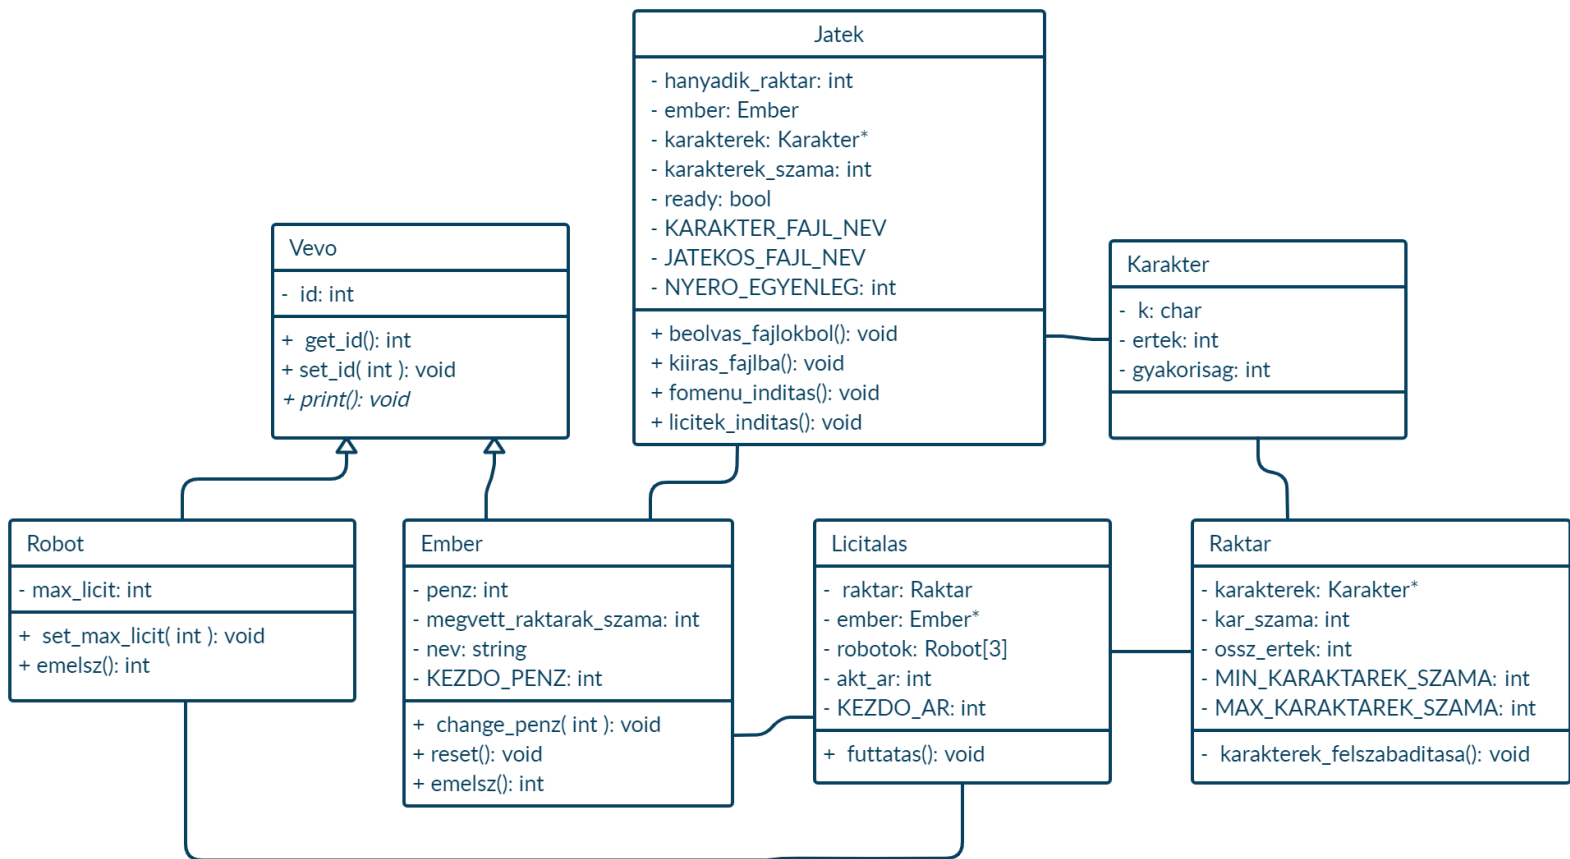 Jatek
- hanyadik_raktar: int
- ember: Ember
- karakterek: Karakter*
- karakterek_szama: int
- ready: bool
- KARAKTER_FAJL_NEV
- JATEKOS_FAJL_NEV
- NYERO_EGYENLEG: int
+ beolvas_fajlokbol(): void
+ kiiras_fajlba(): void
+ fomenu_inditas(): void
+ licitek_inditas(): void
Vevo
- id: int
+ get_id(): int
+ set_id( int ): void
+ print(): void
Karakter
- k: char
- ertek: int
- gyakorisag: int
Robot
- max_licit: int
+ set_max_licit( int ): void
+ emelsz(): int
Ember
- penz: int
- megvett_raktarak_szama: int
- nev: string
- KEZDO_PENZ: int
+ change_penz( int ): void
+ reset(): void
+ emelsz(): int
Licitalas
- raktar: Raktar
- ember: Ember*
- robotok: Robot[3]
- akt_ar: int
- KEZDO_AR: int
+ futtatas(): void
Raktar
- karakterek: Karakter*
- kar_szama: int
- ossz_ertek: int
- MIN_KARAKTAREK_SZAMA: int
- MAX_KARAKTAREK_SZAMA: int
- karakterek_felszabaditasa(): void